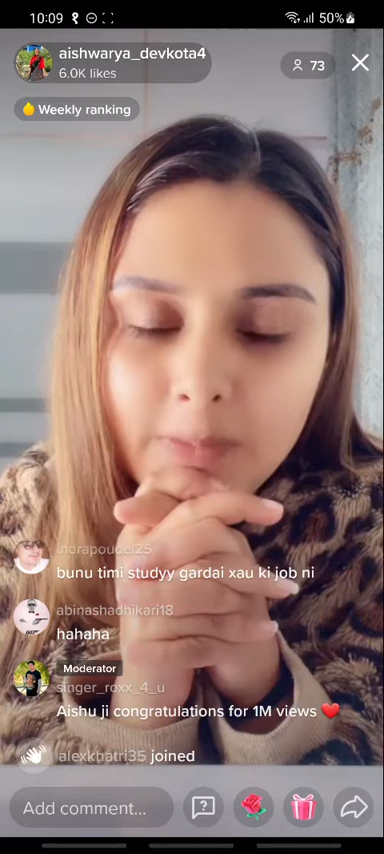 10:09
50%
aishwarya_devkota4
6.0K likes
73
Weekly ranking
inorapoudel25
bunu timi studyy gardai xau ki job ni
abinashadhikari18
hahaha
Moderator
singer_roxx_4_u
Aishu ji congratulations for 1M views ❤️
alexkhatri35 joined
Add comment...